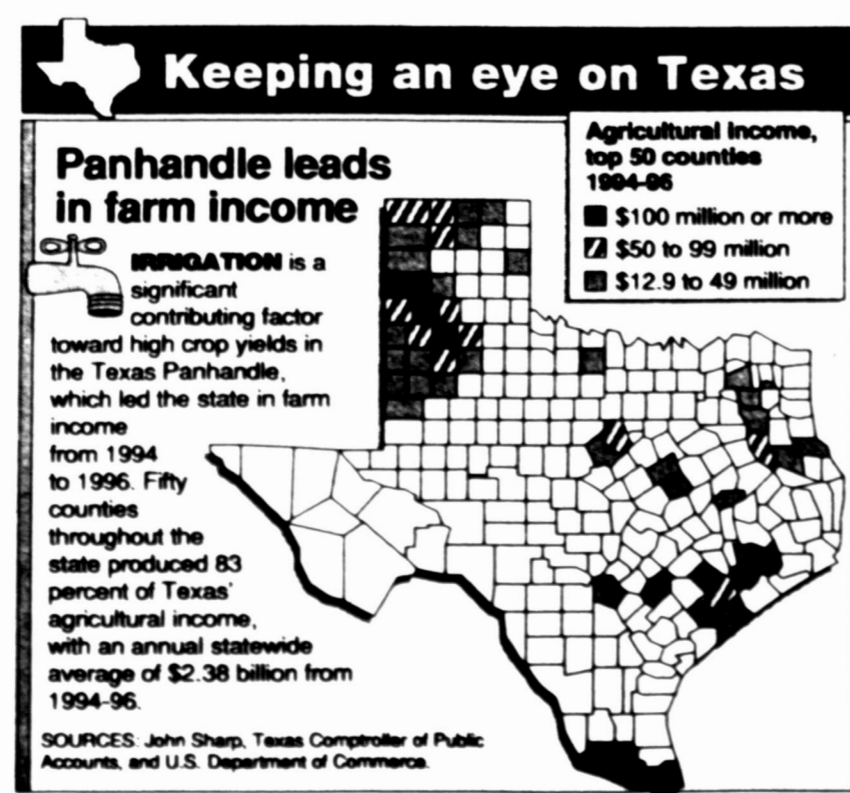 Keeping an eye on Texas
Panhandle leads
in farm income
IRRIGATION is a
significant
contributing factor
toward high crop yields in
the Texas Panhandle,
which led the state in farm
income
from 1994
to 1996. Fifty
counties
throughout the
state produced 83
percent of Texas'
agricultural income,
with an annual statewide
average of $2.38 billion from
1994-96.
SOURCES: John Sharp, Texas Comptroller of Public
Accounts, and U.S. Department of Commerce.
Agricultural Income,
top 50 counties
1994-96
$100 million or more
$50 to 99 million
$12.9 to 49 million